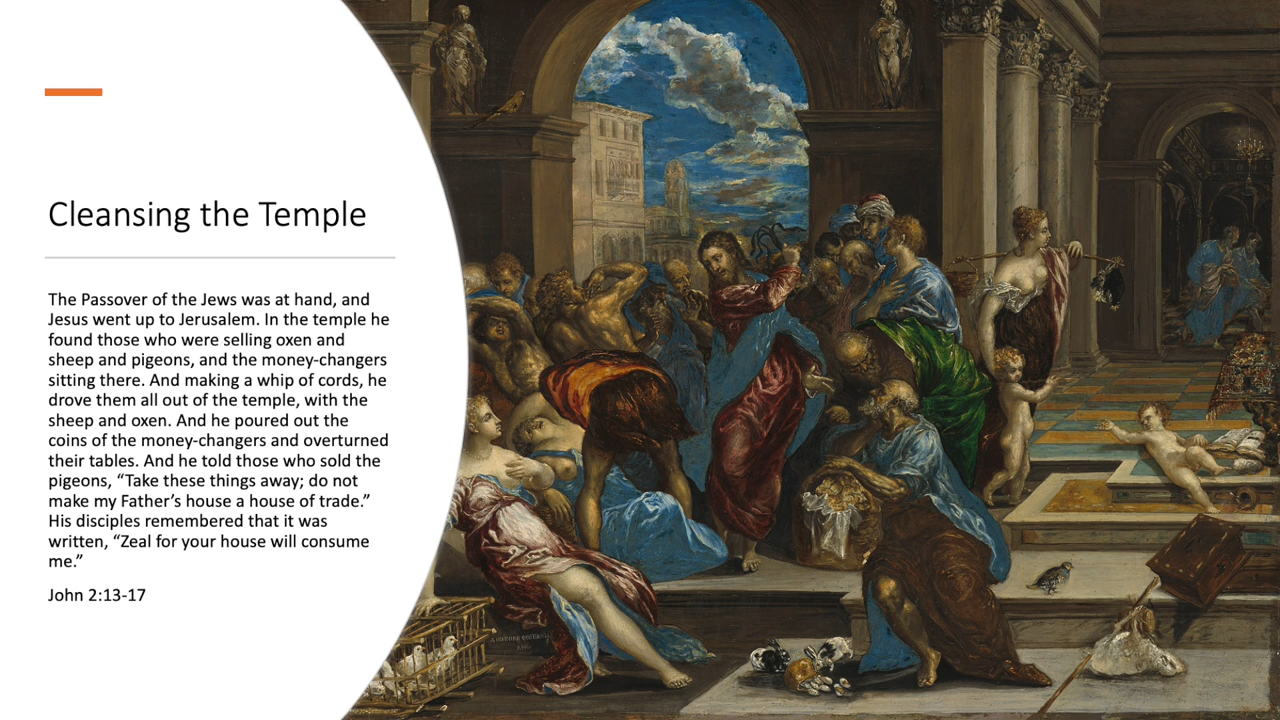 Cleansing the Temple
The Passover of the Jews was at hand, and
Jesus went up to Jerusalem. In the temple he
found those who were selling oxen and
sheep and pigeons, and the money-changers
sitting there. And making a whip of cords, he
drove them all out of the temple, with the
sheep and oxen. And he poured out the
coins of the money-changers and overturned
their tables. And he told those who sold the
pigeons, “Take these things away; do not
make my Father’s house a house of trade.”
His disciples remembered that it was
written, “Zeal for your house will consume
me.”
John 2:13-17